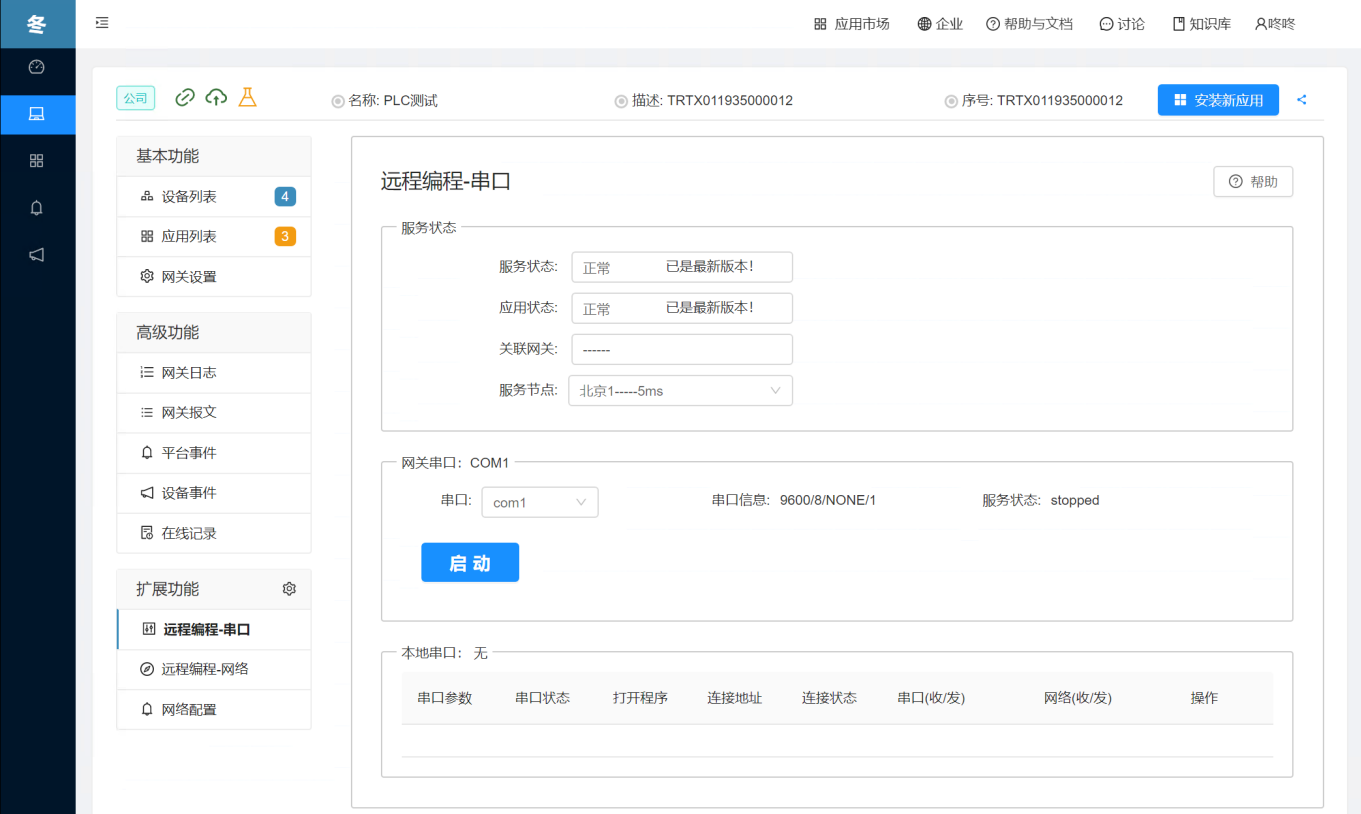 冬
应用市场 企业 帮助与文档 讨论 知识库 咚咚
公司 名称: PLC测试 描述: TRTX011935000012 序号: TRTX011935000012 安装新应用
基本功能
设备列表 4
应用列表 3
网关设置
高级功能
网关日志
网关报文
平台事件
设备事件
在线记录
扩展功能
远程编程-串口
远程编程-网络
网络配置
远程编程-串口 帮助
服务状态
服务状态: 正常 已是最新版本!
应用状态: 正常 已是最新版本!
关联网关: ------
服务节点: 北京1-----5ms
网关串口: COM1
串口: com1 串口信息: 9600/8/NONE/1 服务状态: stopped
启 动
本地串口: 无
串口参数 串口状态 打开程序 连接地址 连接状态 串口(收/发) 网络(收/发) 操作